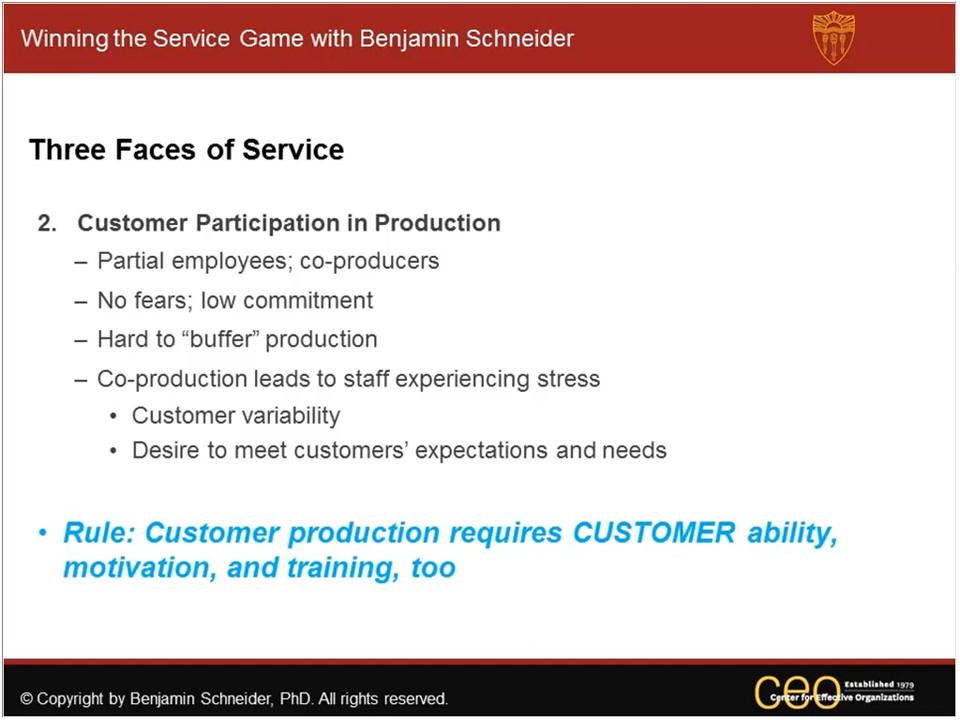 Winning the Service Game with Benjamin Schneider
Three Faces of Service
2. Customer Participation in Production
– Partial employees; co-producers
– No fears; low commitment
– Hard to “buffer” production
– Co-production leads to staff experiencing stress
• Customer variability
• Desire to meet customers’ expectations and needs
• Rule: Customer production requires CUSTOMER ability,
motivation, and training, too
© Copyright by Benjamin Schneider, PhD. All rights reserved.
ceo
Established 1979
Center for Effective Organizations